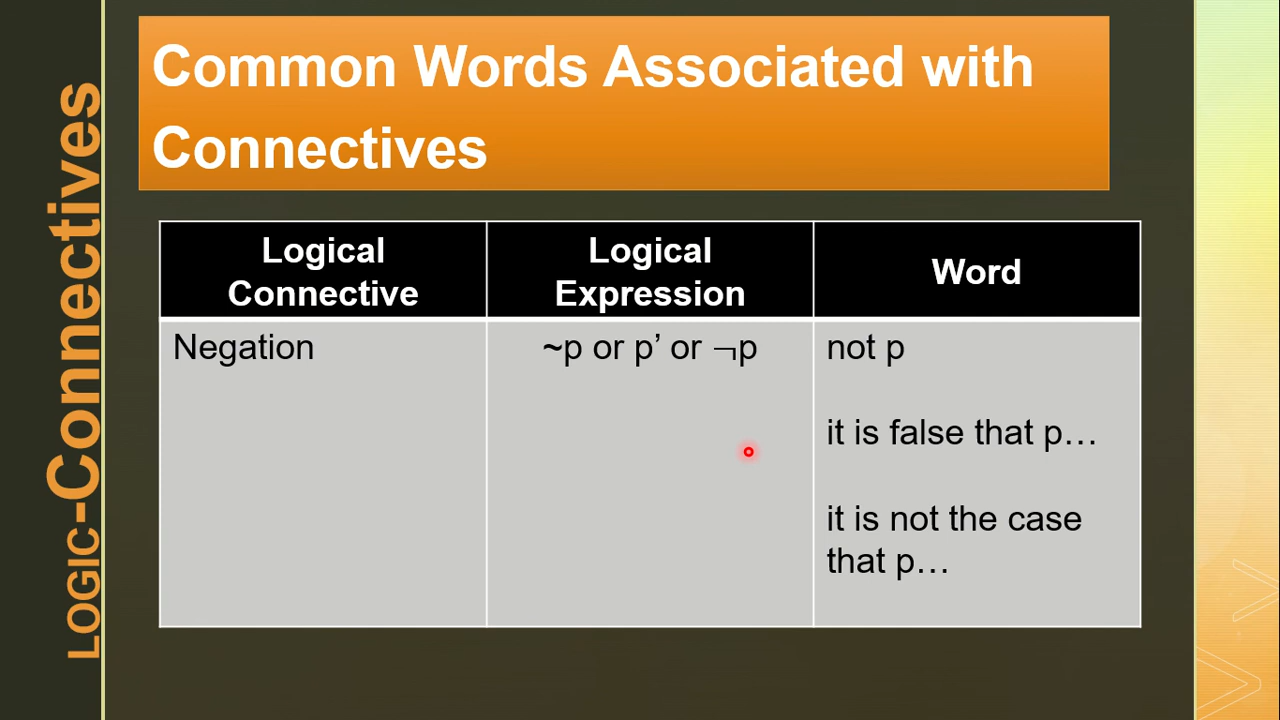 LOGIC-Connectives
Common Words Associated with
Connectives
Logical
Connective
Logical
Expression
Word
Negation
~p or p’ or ¬p
not p
it is false that p…
it is not the case
that p…